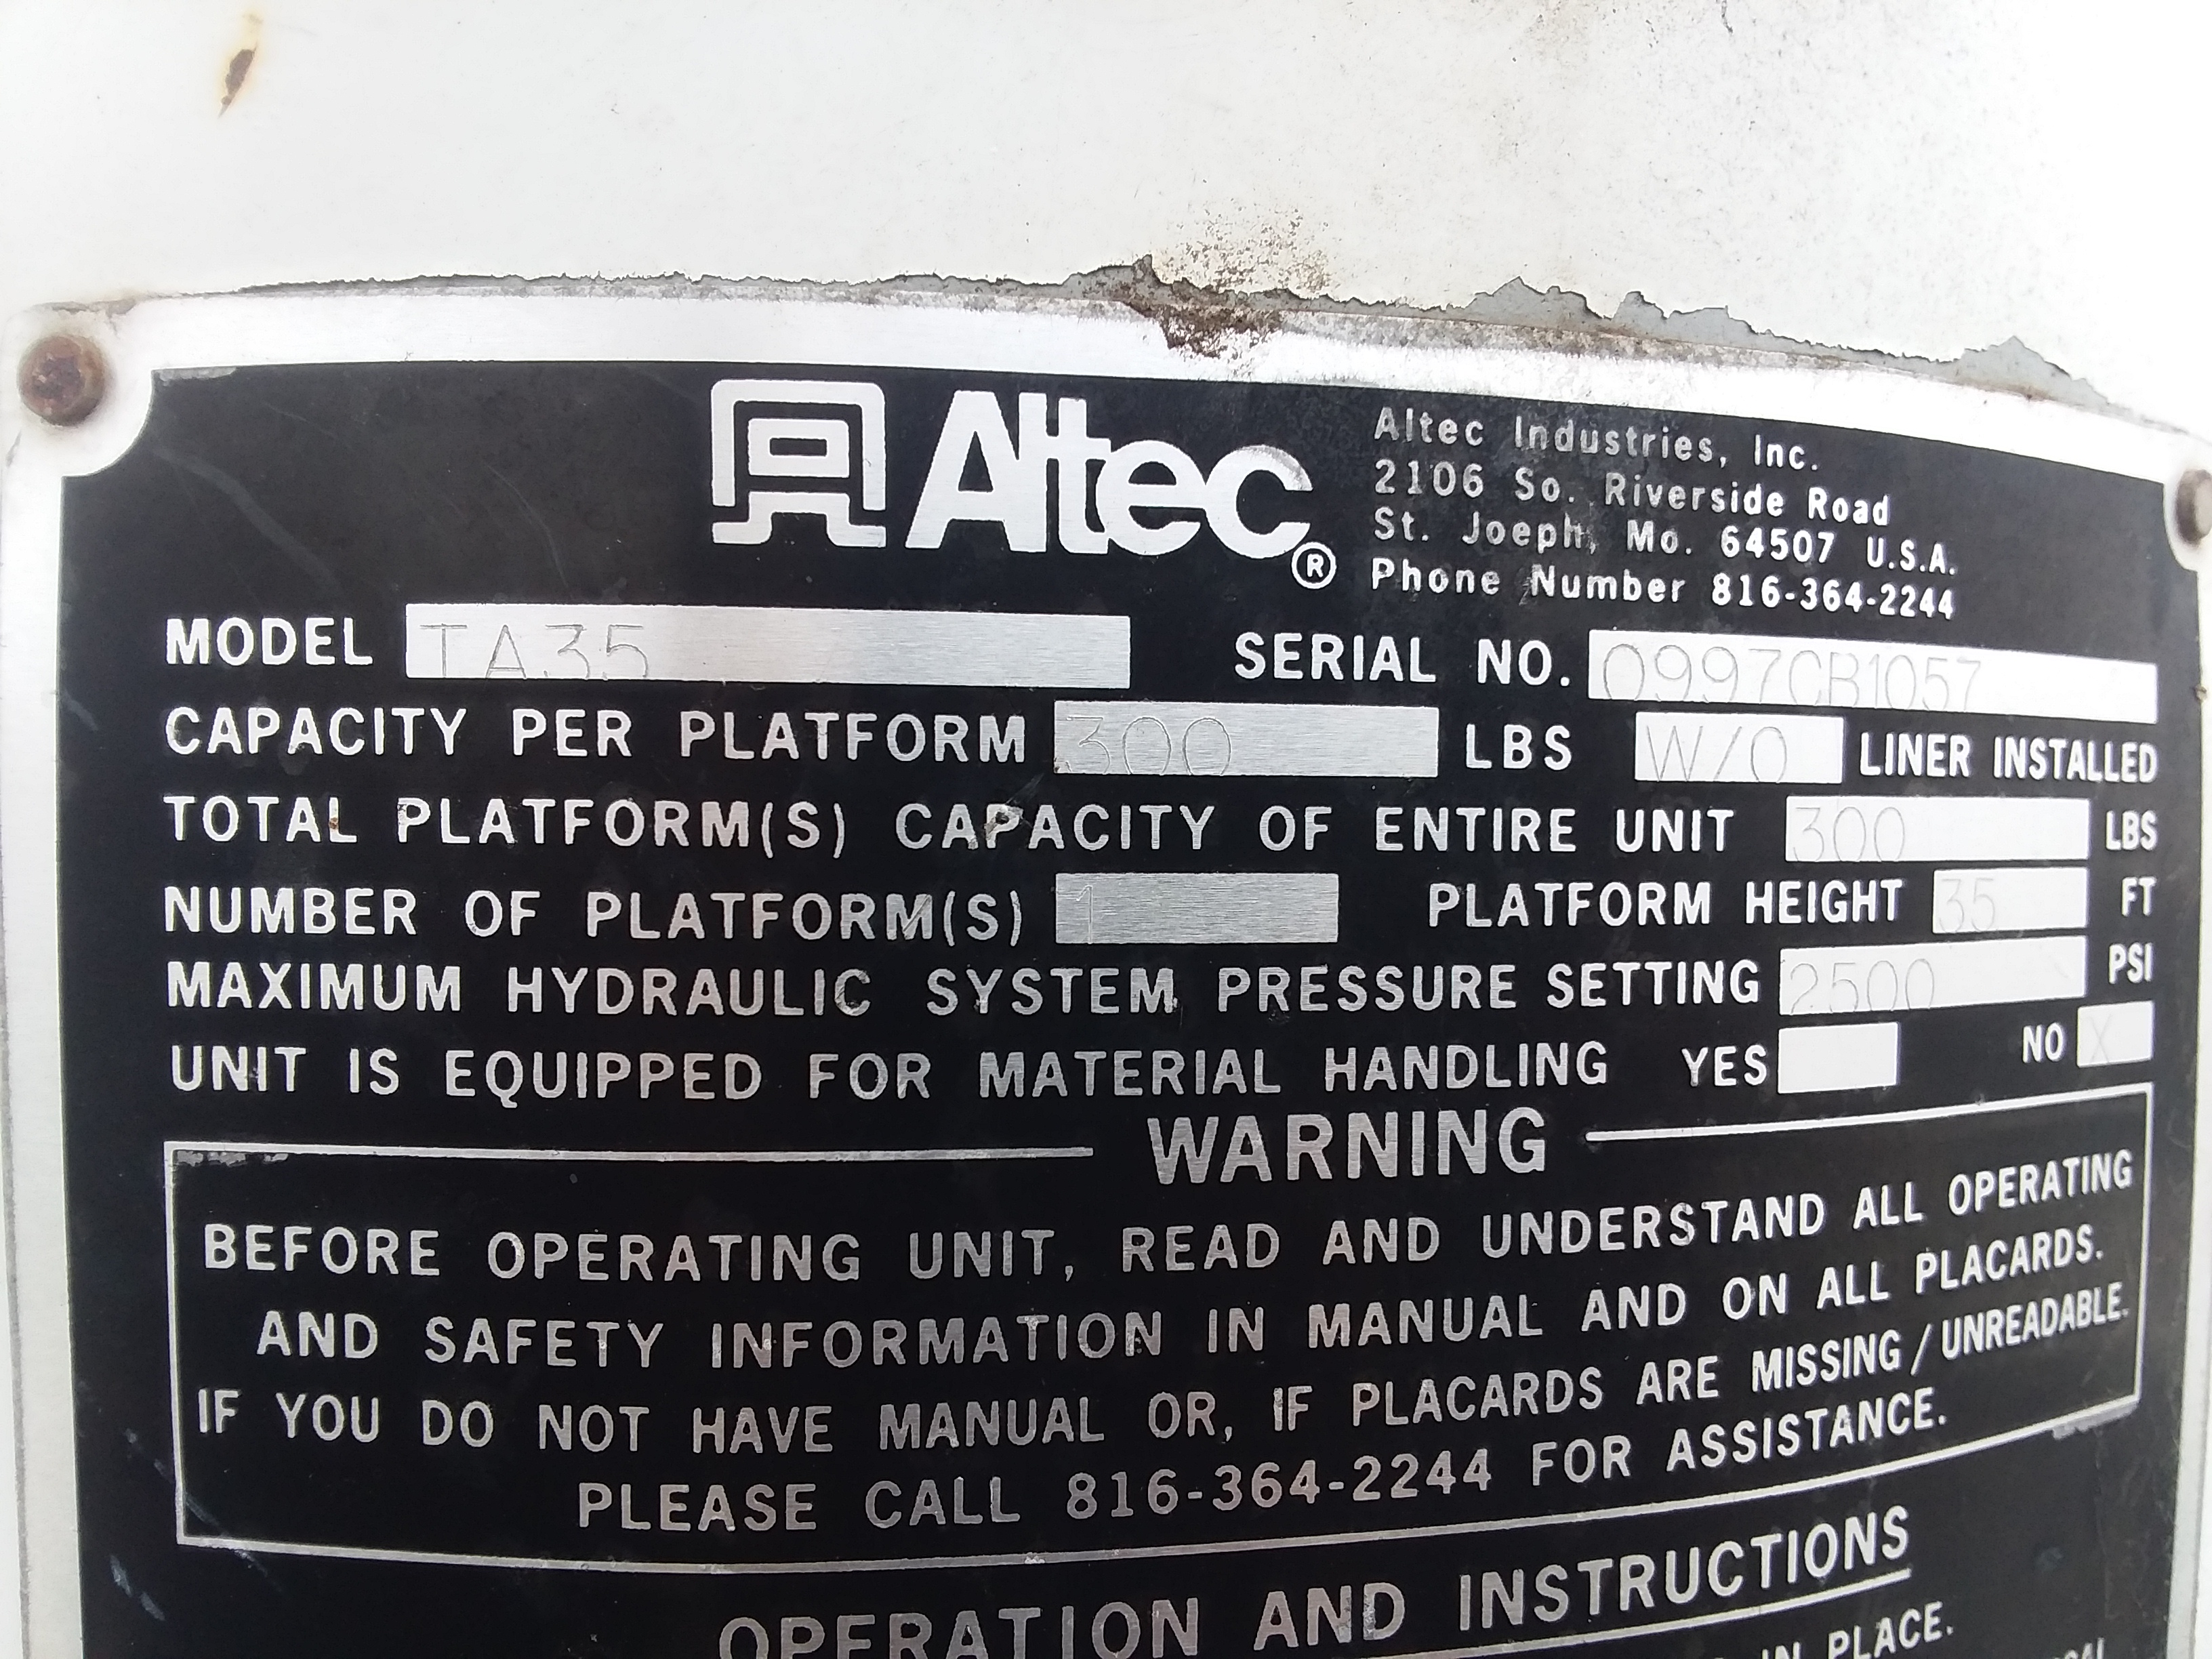 Altec®
Altec Industries, Inc.
2106 So. Riverside Road
St. Joeph, Mo. 64507 U.S.A.
Phone Number 816-364-2244
MODEL TA35 SERIAL NO. 0997CB1057
CAPACITY PER PLATFORM 300 LBS W/O LINER INSTALLED
TOTAL PLATFORM(S) CAPACITY OF ENTIRE UNIT 300 LBS
NUMBER OF PLATFORM(S) 1 PLATFORM HEIGHT 35 FT
MAXIMUM HYDRAULIC SYSTEM PRESSURE SETTING 2500 PSI
UNIT IS EQUIPPED FOR MATERIAL HANDLING YES NO X
WARNING
BEFORE OPERATING UNIT, READ AND UNDERSTAND ALL OPERATING
AND SAFETY INFORMATION IN MANUAL AND ON ALL PLACARDS.
IF YOU DO NOT HAVE MANUAL OR, IF PLACARDS ARE MISSING/UNREADABLE.
PLEASE CALL 816-364-2244 FOR ASSISTANCE.
OPERATION AND INSTRUCTIONS
IN PLACE.